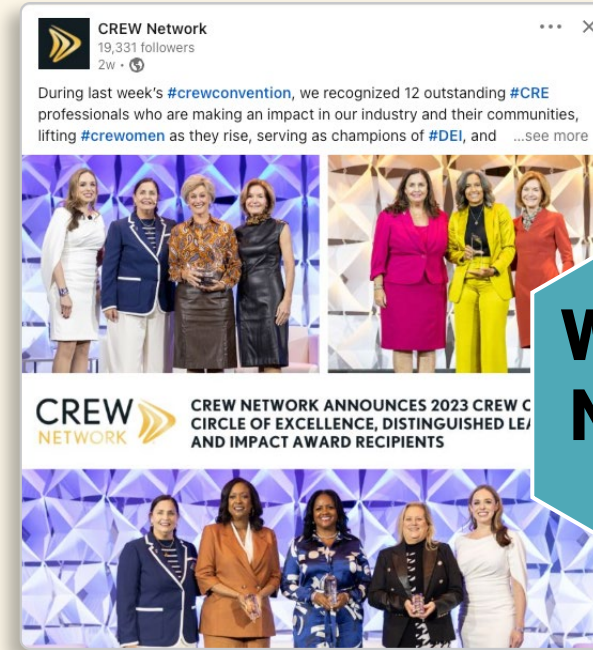 CREW Network
19,331 followers
2w •
During last week's #crewconvention, we recognized 12 outstanding #CRE
professionals who are making an impact in our industry and their communities,
lifting #crewomen as they rise, serving as champions of #DEI, and ...see more
CREW
NETWORK
CREW NETWORK ANNOUNCES 2023 CREW C
CIRCLE OF EXCELLENCE, DISTINGUISHED LEA
AND IMPACT AWARD RECIPIENTS
W
N